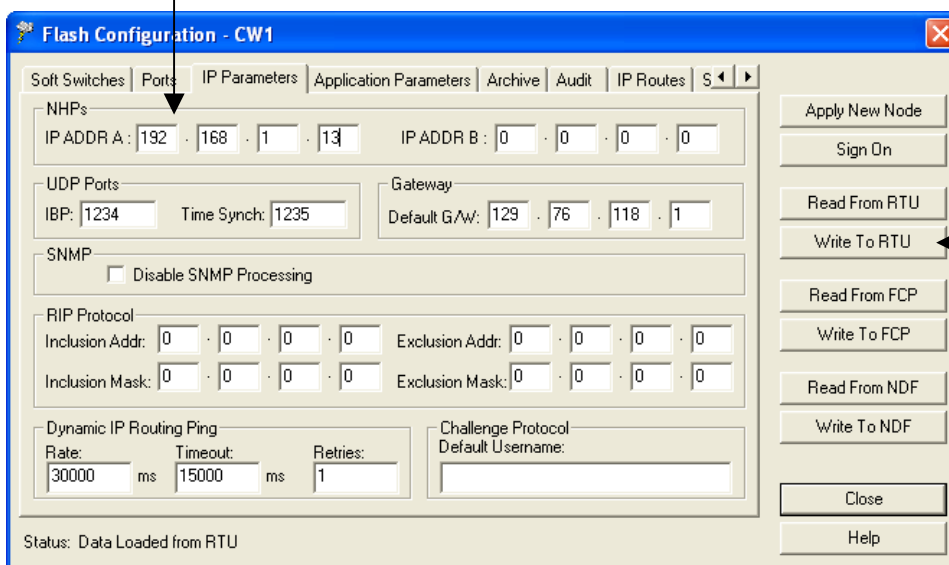 Flash Configuration - CW1
Soft Switches Ports IP Parameters Application Parameters Archive Audit IP Routes S
NHPs
IP ADDR A : 192 . 168 . 1 . 13 IP ADDR B : 0 . 0 . 0 . 0
UDP Ports
IBP: 1234 Time Synch: 1235
Gateway
Default G/W: 129 . 76 . 118 . 1
SNMP
Disable SNMP Processing
RIP Protocol
Inclusion Addr: 0 . 0 . 0 . 0 Exclusion Addr: 0 . 0 . 0 . 0
Inclusion Mask: 0 . 0 . 0 . 0 Exclusion Mask: 0 . 0 . 0 . 0
Dynamic IP Routing Ping
Rate: Timeout: Retries:
30000 ms 15000 ms 1
Challenge Protocol
Default Username:
Status: Data Loaded from RTU
Apply New Node
Sign On
Read From RTU
Write To RTU
Read From FCP
Write To FCP
Read From NDF
Write To NDF
Close
Help